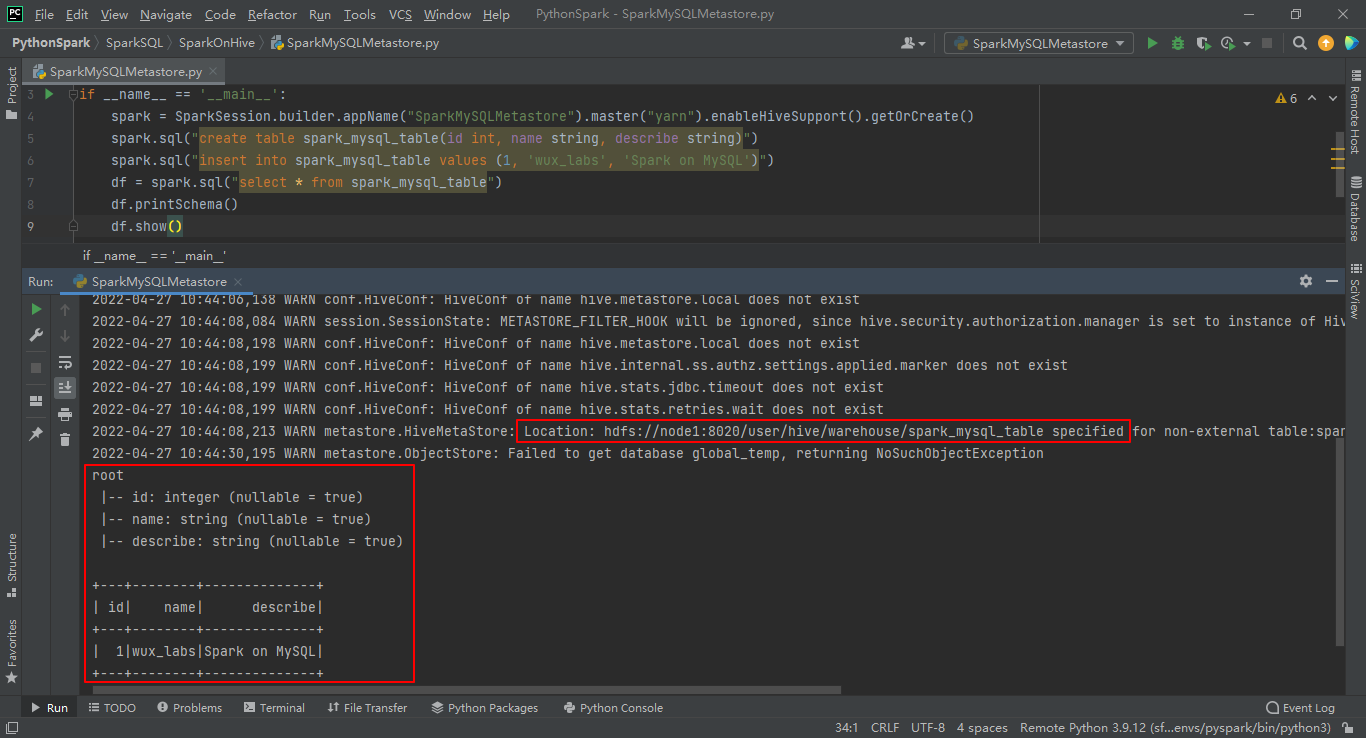 PC File Edit View Navigate Code Refactor Run Tools VCS Window Help PythonSpark - SparkMySQLMetastore.py
PythonSpark SparkSQL SparkOnHive SparkMySQLMetastore.py SparkMySQLMetastore
Project
SparkMySQLMetastore.py
3 if __name__ == '__main__':
6
4 spark = SparkSession.builder.appName("SparkMySQLMetastore").master("yarn").enableHiveSupport().getOrCreate()
5 spark.sql("create table spark_mysql_table(id int, name string, describe string)")
6 spark.sql("insert into spark_mysql_table values (1, 'wux_labs', 'Spark on MySQL')")
7 df = spark.sql("select * from spark_mysql_table")
8 df.printSchema()
9 df.show()
if __name__ == '__main__'
Remote Host
Database
SciView
Run: SparkMySQLMetastore
2022-04-27 10:44:06,138 WARN conf.HiveConf: HiveConf of name hive.metastore.local does not exist
2022-04-27 10:44:08,084 WARN session.SessionState: METASTORE_FILTER_HOOK will be ignored, since hive.security.authorization.manager is set to instance of Hiv
2022-04-27 10:44:08,198 WARN conf.HiveConf: HiveConf of name hive.metastore.local does not exist
2022-04-27 10:44:08,199 WARN conf.HiveConf: HiveConf of name hive.internal.ss.authz.settings.applied.marker does not exist
2022-04-27 10:44:08,199 WARN conf.HiveConf: HiveConf of name hive.stats.jdbc.timeout does not exist
2022-04-27 10:44:08,199 WARN conf.HiveConf: HiveConf of name hive.stats.retries.wait does not exist
2022-04-27 10:44:08,213 WARN metastore.HiveMetaStore: Location: hdfs://node1:8020/user/hive/warehouse/spark_mysql_table specified for non-external table:spar
2022-04-27 10:44:30,195 WARN metastore.ObjectStore: Failed to get database global_temp, returning NoSuchObjectException
root
 |-- id: integer (nullable = true)
 |-- name: string (nullable = true)
 |-- describe: string (nullable = true)
+---+--------+--------------+
| id|    name|      describe|
+---+--------+--------------+
|  1|wux_labs|Spark on MySQL|
+---+--------+--------------+
Structure
Favorites
Run TODO Problems Terminal File Transfer Python Packages Python Console Event Log
34:1 CRLF UTF-8 4 spaces Remote Python 3.9.12 (sf...envs/pyspark/bin/python3)